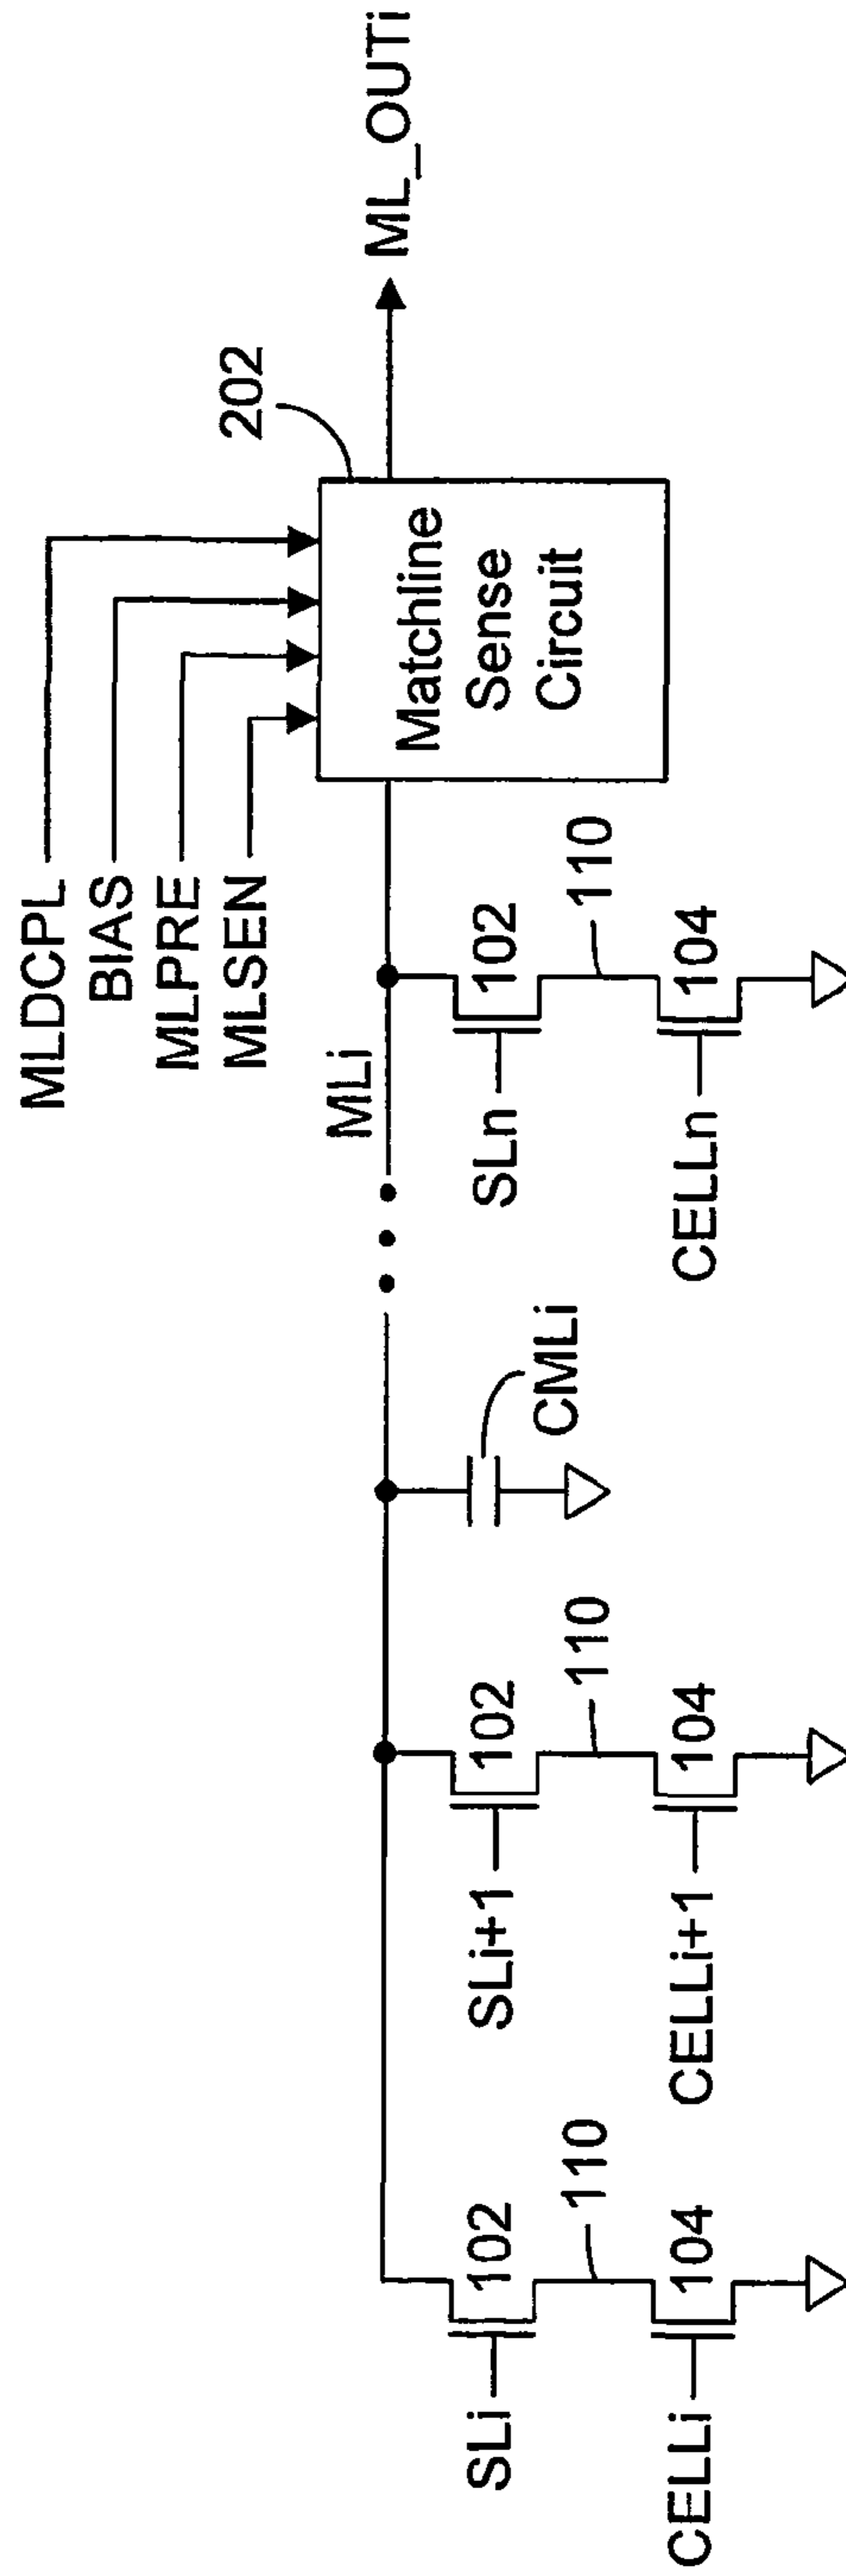 MLDCPL
BIAS
MLPRE
MLSEN
202
MLi
Matchline
Sense
Circuit
ML_OUTi
SLi
102
110
CELLi
104
SLi+1
102
110
CELLi+1
104
CMLi
SLn
102
110
CELLn
104